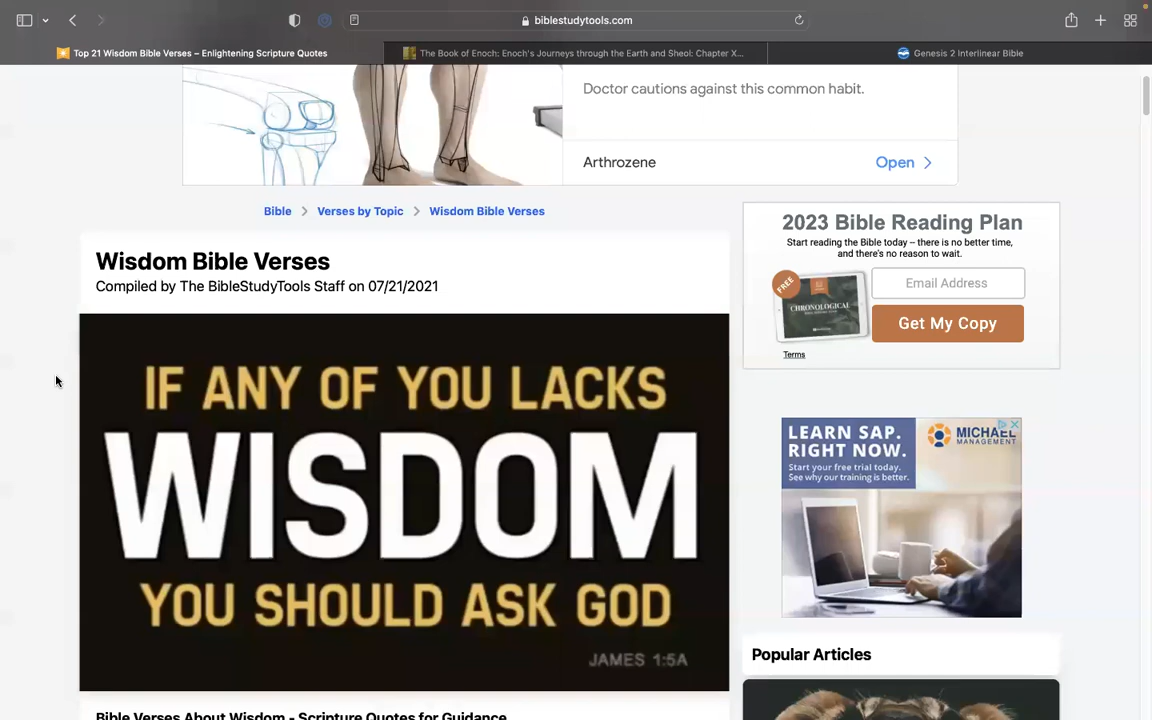 biblestudytools.com
Top 21 Wisdom Bible Verses – Enlightening Scripture Quotes
The Book of Enoch: Enoch's Journeys through the Earth and Sheol: Chapter X...
Genesis 2 Interlinear Bible
Doctor cautions against this common habit.
Arthrozene
Open
Bible > Verses by Topic > Wisdom Bible Verses
Wisdom Bible Verses
Compiled by The BibleStudyTools Staff on 07/21/2021
IF ANY OF YOU LACKS
WISDOM
YOU SHOULD ASK GOD
JAMES 1:5A
Bible Verses About Wisdom - Scripture Quotes for Guidance
2023 Bible Reading Plan
Start reading the Bible today – there is no better time,
and there's no reason to wait.
FREE
CHRONOLOGICAL
Email Address
Get My Copy
Terms
LEARN SAP.
RIGHT NOW.
Start your free trial today.
See why our training is better.
MICHAEL
MANAGEMENT
Popular Articles